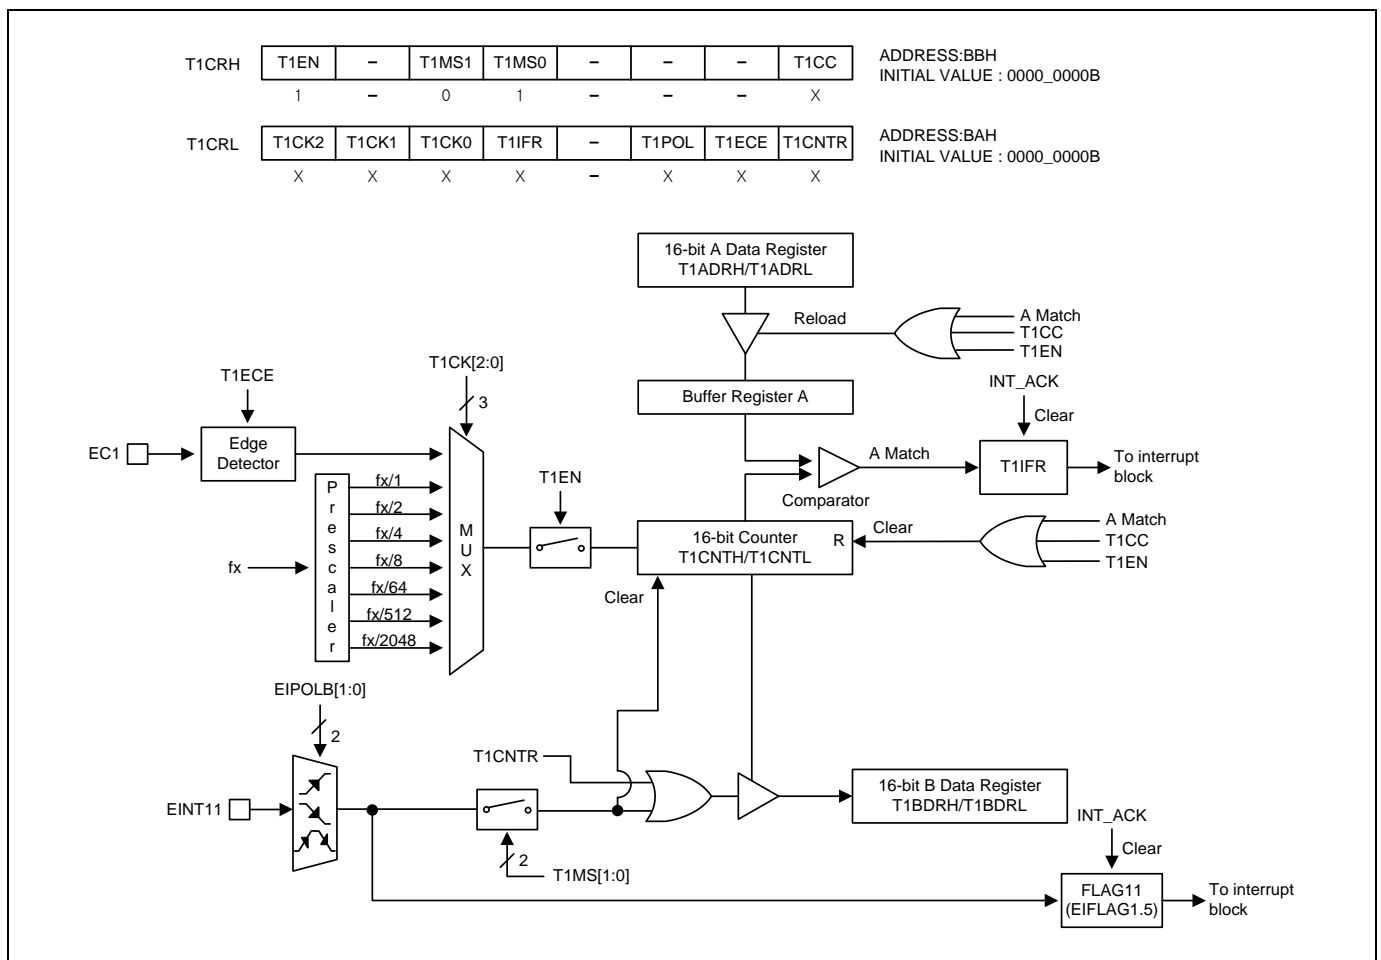 T1CRH T1EN – T1MS1 T1MS0 – – – T1CC ADDRESS:BBH
INITIAL VALUE : 0000_0000B
1 – 0 1 – – – X
T1CRL T1CK2 T1CK1 T1CK0 T1IFR – T1POL T1ECE T1CNTR ADDRESS:BAH
INITIAL VALUE : 0000_0000B
X X X X – X X X
16-bit A Data Register
T1ADRH/T1ADRL
Reload
A Match
T1CC
T1EN
T1CK[2:0]
3
T1ECE
Buffer Register A
INT_ACK
Clear
EC1
Edge
Detector
A Match
T1IFR
To interrupt
block
Comparator
Prescaler
fx/1
fx/2
fx/4
fx/8
fx/64
fx/512
fx/2048
fx
MUX
T1EN
16-bit Counter
T1CNTH/T1CNTL
R
Clear
A Match
T1CC
T1EN
Clear
EIPOLB[1:0]
2
T1CNTR
EINT11
16-bit B Data Register
T1BDRH/T1BDRL
2
T1MS[1:0]
INT_ACK
Clear
FLAG11
(EIFLAG1.5)
To interrupt
block